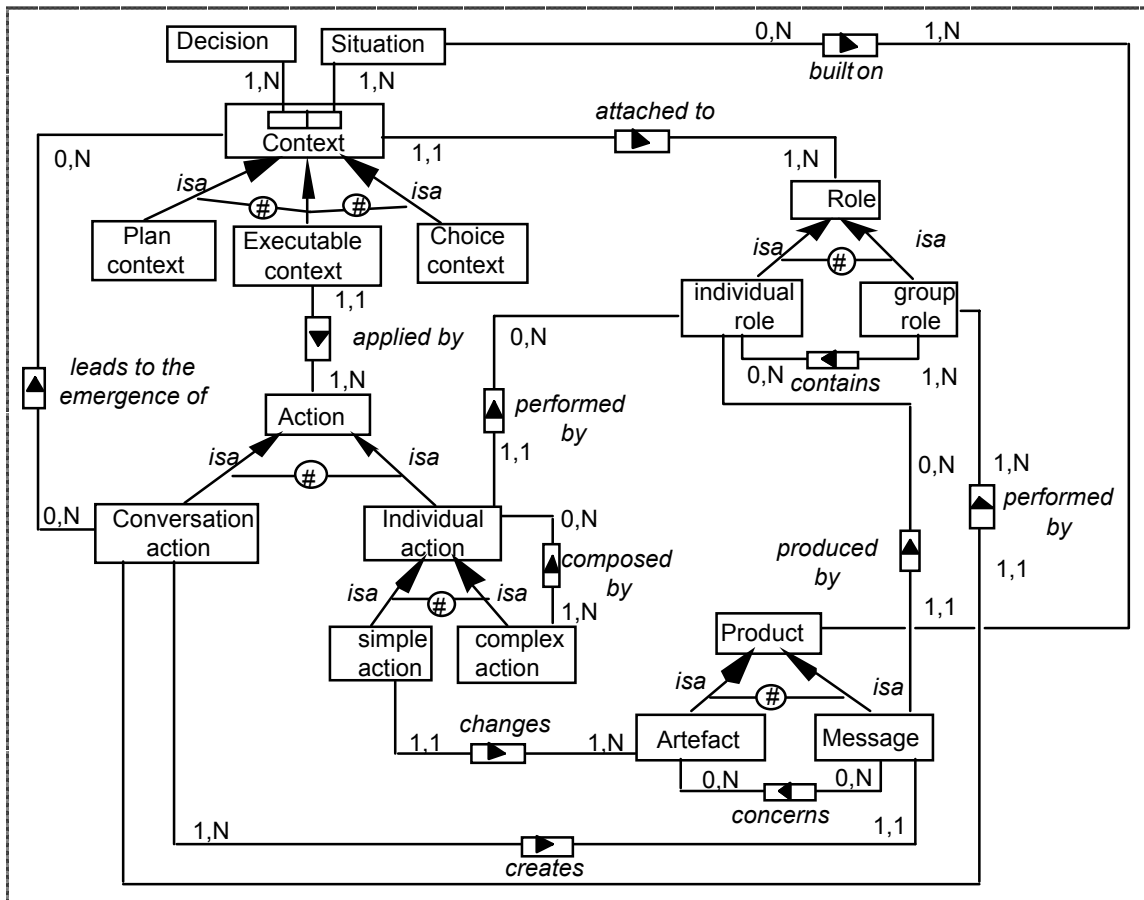 Decision
Situation
0,N
1,N
built on
1,N
1,N
attached to
Context
0,N
1,1
1,N
isa
isa
#
#
Role
Plan
context
Executable
context
Choice
context
isa
isa
#
individual
role
group
role
1,1
applied by
0,N
0,N
1,N
contains
leads to the
emergence of
1,N
performed
by
Action
isa
isa
#
1,1
0,N
1,N
0,N
Conversation
action
Individual
action
0,N
performed
by
composed
by
produced
by
1,1
isa
isa
#
1,N
1,1
simple
action
complex
action
Product
isa
isa
#
changes
1,1
1,N
Artefact
Message
0,N
0,N
concerns
1,N
1,1
creates